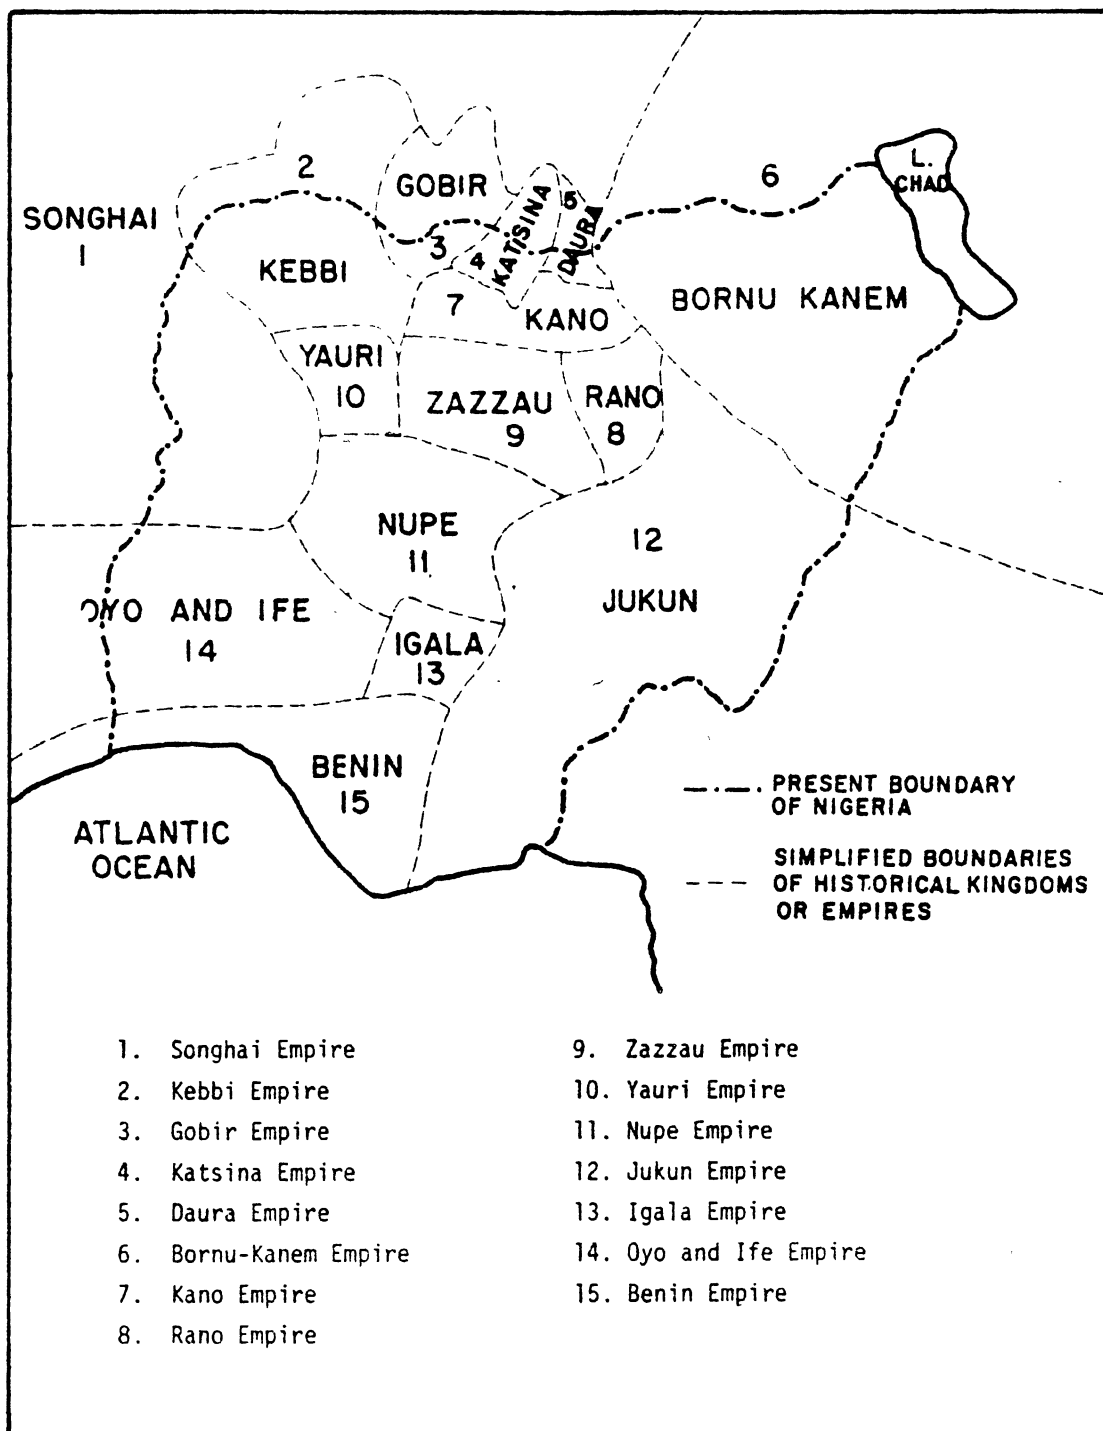 L.
CHAD
2
6
GOBIR
5
KATISINA
DAURA
SONGHAI
1
3
4
KEBBI
7
KANO
BORNU KANEM
YAURI
10
ZAZZAU
9
RANO
8
NUPE
11
12
JUKUN
OYO AND IFE
14
IGALA
13
BENIN
15
ATLANTIC
OCEAN
PRESENT BOUNDARY
OF NIGERIA
SIMPLIFIED BOUNDARIES
OF HISTORICAL KINGDOMS
OR EMPIRES
1. Songhai Empire
2. Kebbi Empire
3. Gobir Empire
4. Katsina Empire
5. Daura Empire
6. Bornu-Kanem Empire
7. Kano Empire
8. Rano Empire
9. Zazzau Empire
10. Yauri Empire
11. Nupe Empire
12. Jukun Empire
13. Igala Empire
14. Oyo and Ife Empire
15. Benin Empire